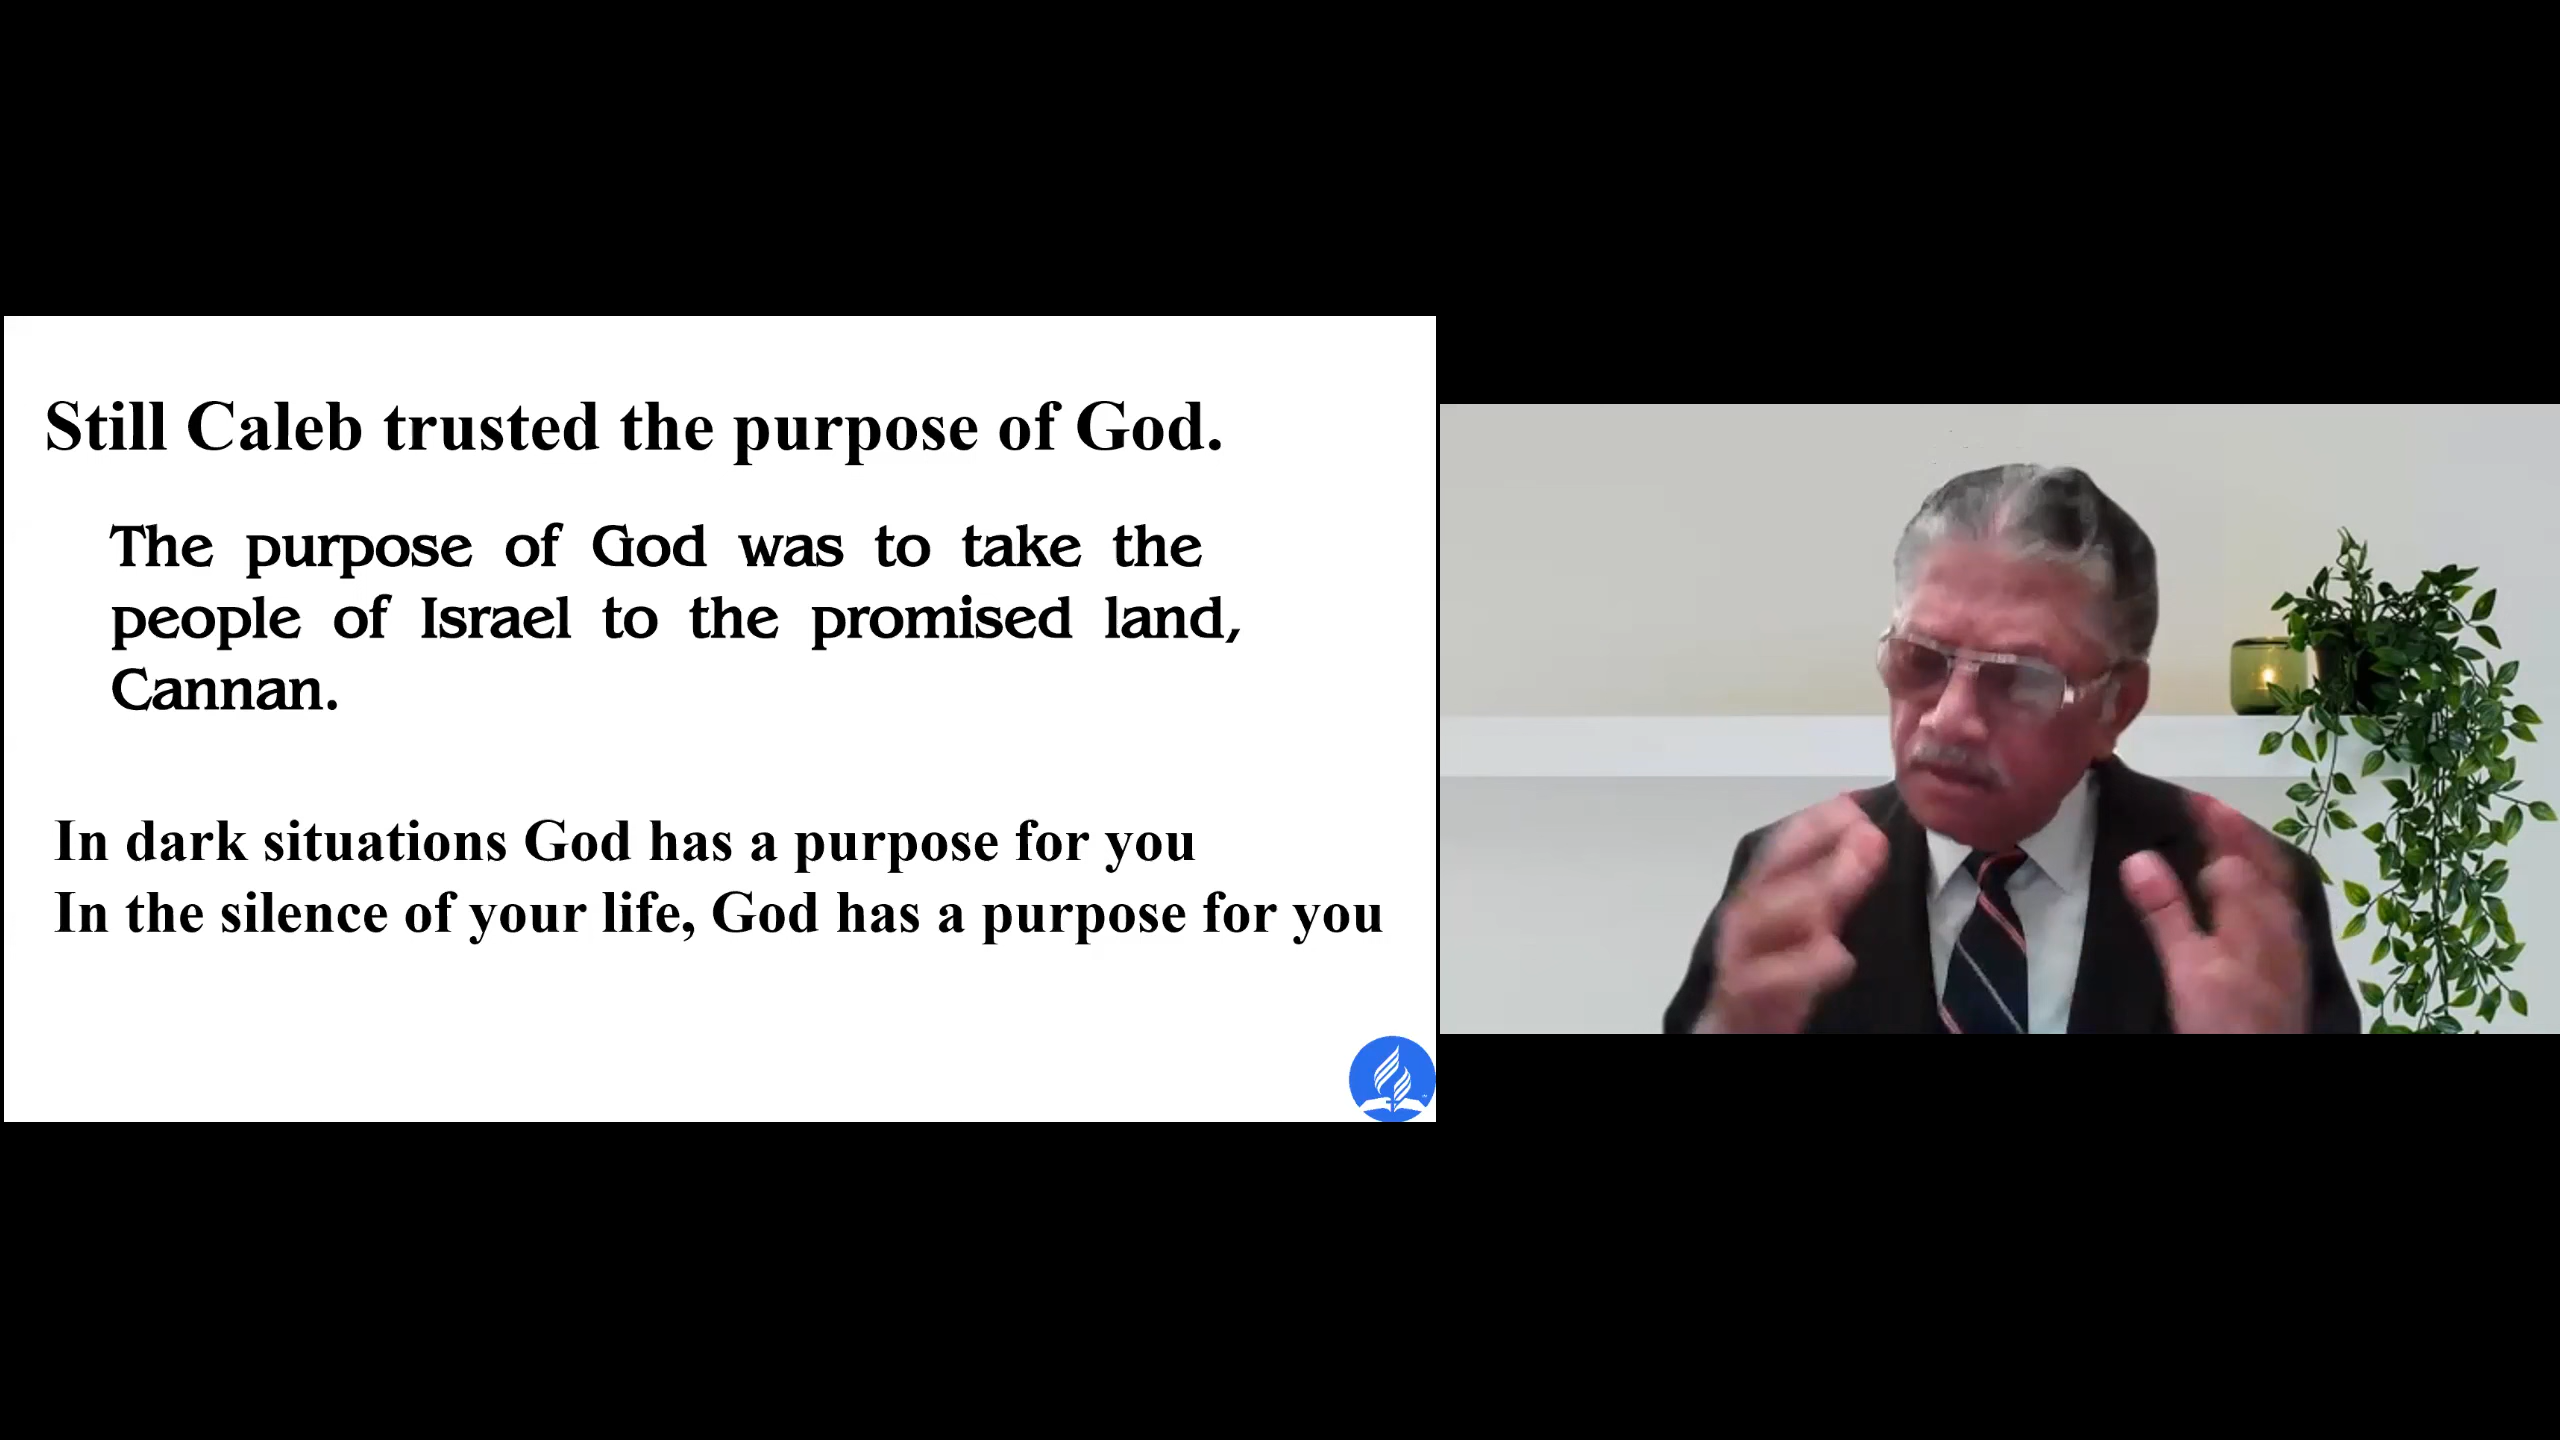 Still Caleb trusted the purpose of God.
The purpose of God was to take the
people of Israel to the promised land,
Cannan.
In dark situations God has a purpose for you
In the silence of your life, God has a purpose for you